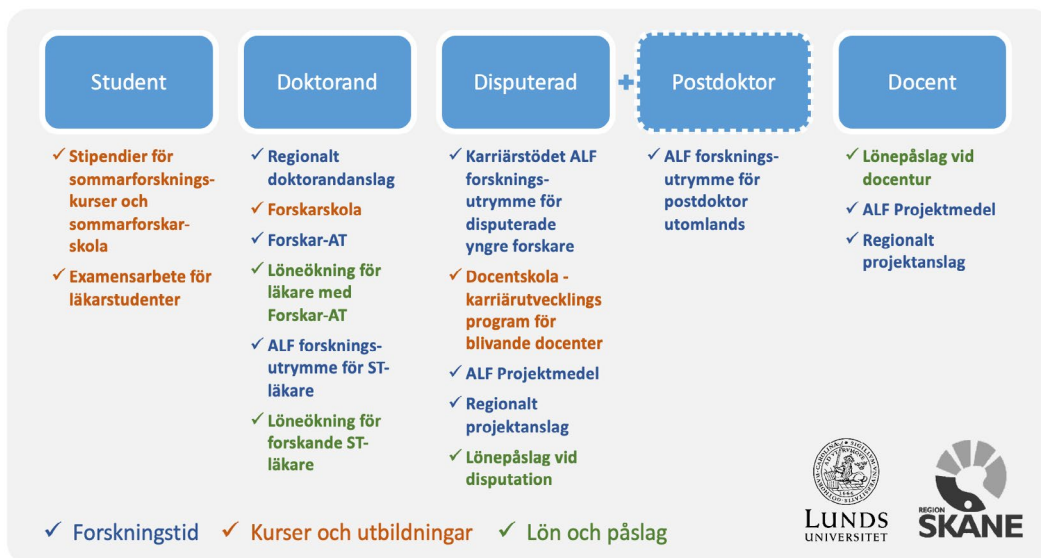 Student
Stipendier för
sommarforsknings-
kurser och
sommarforskar-
skola
Examensarbete för
läkarstudenter
Doktorand
Regionalt
doktorandanslag
Forskarskola
Forskar-AT
Löneökning för
läkare med
Forskar-AT
ALF forsknings-
utrymme för ST-
läkare
Löneökning för
forskande ST-
läkare
Disputerad
Karriärstödet ALF
forsknings-
utrymme för
disputerade
yngre forskare
Docentskola -
karriärutvecklings
program för
blivande docenter
ALF Projektmedel
Regionalt
projektanslag
Lönepåslag vid
disputation
+
Postdoktor
ALF forsknings-
utrymme för
postdoktor
utomlands
Docent
Lönepåslag vid
docentur
ALF Projektmedel
Regionalt
projektanslag
Forskningstid
Kurser och utbildningar
Lön och påslag
LUNDS
UNIVERSITET
REGION
SKÅNE